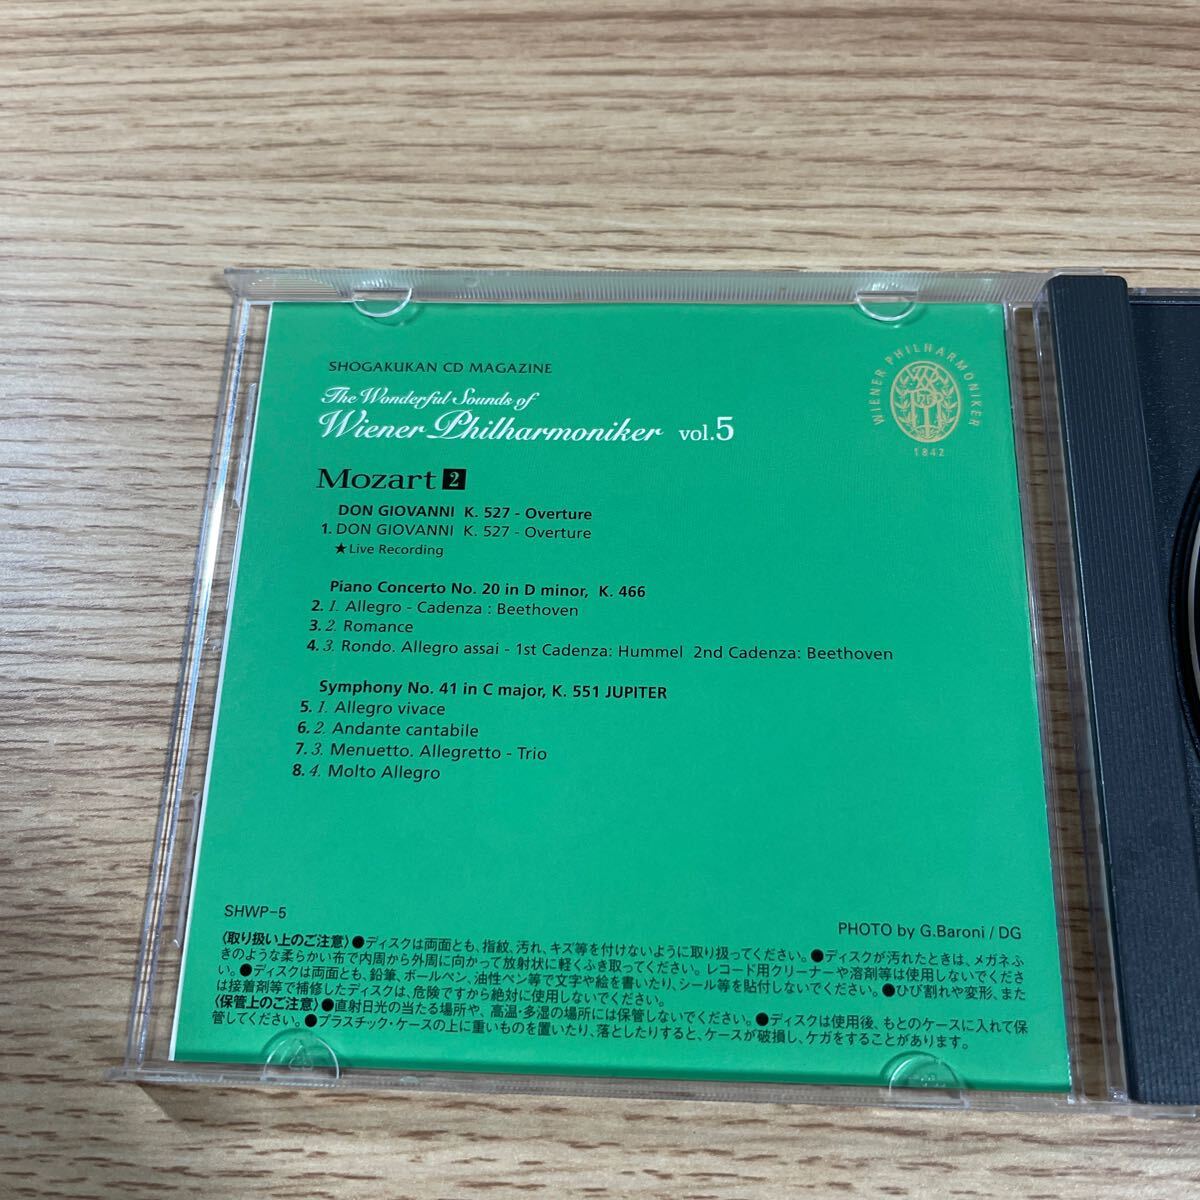 SHOGAKUKAN CD MAGAZINE
The Wonderful Sounds of
Wiener Philharmoniker vol.5
WIENER PHILHARMONIKER
1842
Mozart 2
DON GIOVANNI K. 527 - Overture
1. DON GIOVANNI K. 527 - Overture
★Live Recording
Piano Concerto No. 20 in D minor, K. 466
2. 1. Allegro - Cadenza : Beethoven
3. 2. Romance
4. 3. Rondo. Allegro assai - 1st Cadenza: Hummel 2nd Cadenza: Beethoven
Symphony No. 41 in C major, K. 551 JUPITER
5. 1. Allegro vivace
6. 2. Andante cantabile
7. 3. Menuetto. Allegretto - Trio
8. 4. Molto Allegro
SHWP-5
PHOTO by G.Baroni / DG
〈取り扱い上のご注意〉●ディスクは両面とも、指紋、汚れ、キズ等を付けないように取り扱ってください。●ディスクが汚れたときは、メガネふ
きのような柔らかい布で内周から外周に向かって放射状に軽くふき取ってください。レコード用クリーナーや溶剤等は使用しないでくださ
い。●ディスクは両面とも、鉛筆、ボールペン、油性ペン等で文字や絵を書いたり、シール等を貼付しないでください。●ひび割れや変形、また
は接着剤等で補修したディスクは、危険ですから絶対に使用しないでください。
〈保管上のご注意〉●直射日光の当たる場所や、高温・多湿の場所には保管しないでください。●ディスクは使用後、もとのケースに入れて保
管してください。●プラスチック・ケースの上に重いものを置いたり、落としたりすると、ケースが破損し、ケガをすることがあります。